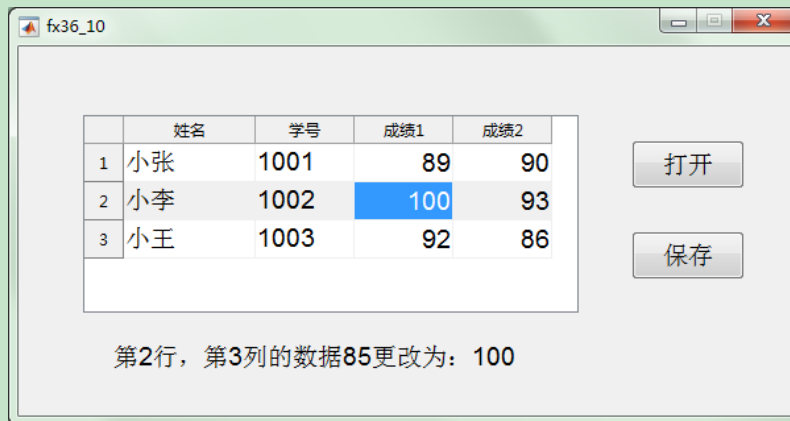 fx36_10
姓名 学号 成绩1 成绩2
1 小张 1001 89 90
打开
2 小李 1002 100 93
3 小王 1003 92 86
保存
第2行，第3列的数据85更改为：100